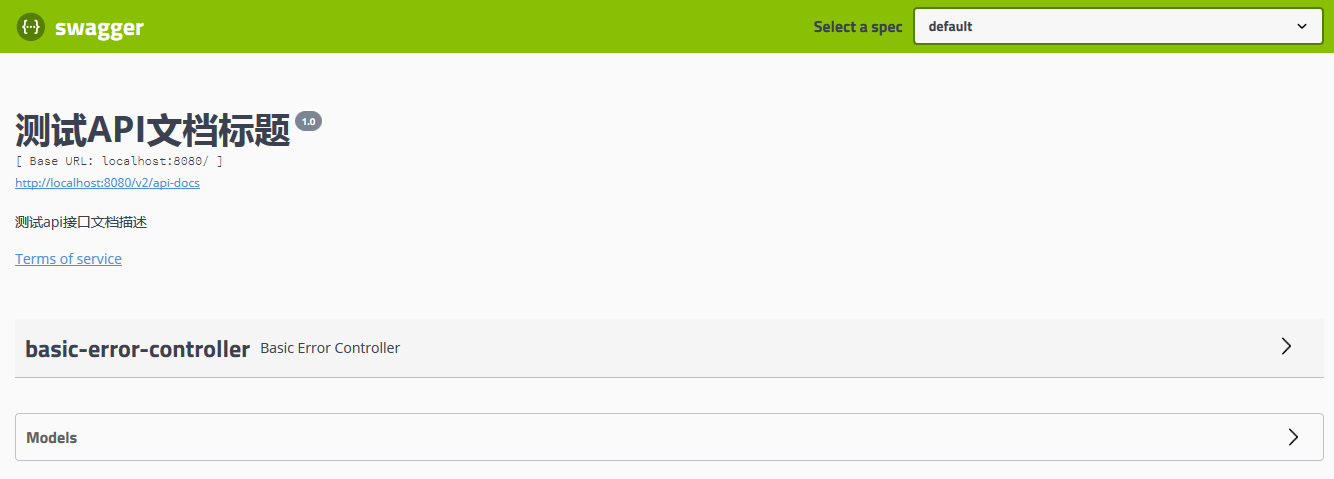 swagger
Select a spec default
测试API文档标题 1.0
[ Base URL: localhost:8080/ ]
http://localhost:8080/v2/api-docs
测试api接口文档描述
Terms of service
basic-error-controller Basic Error Controller
Models